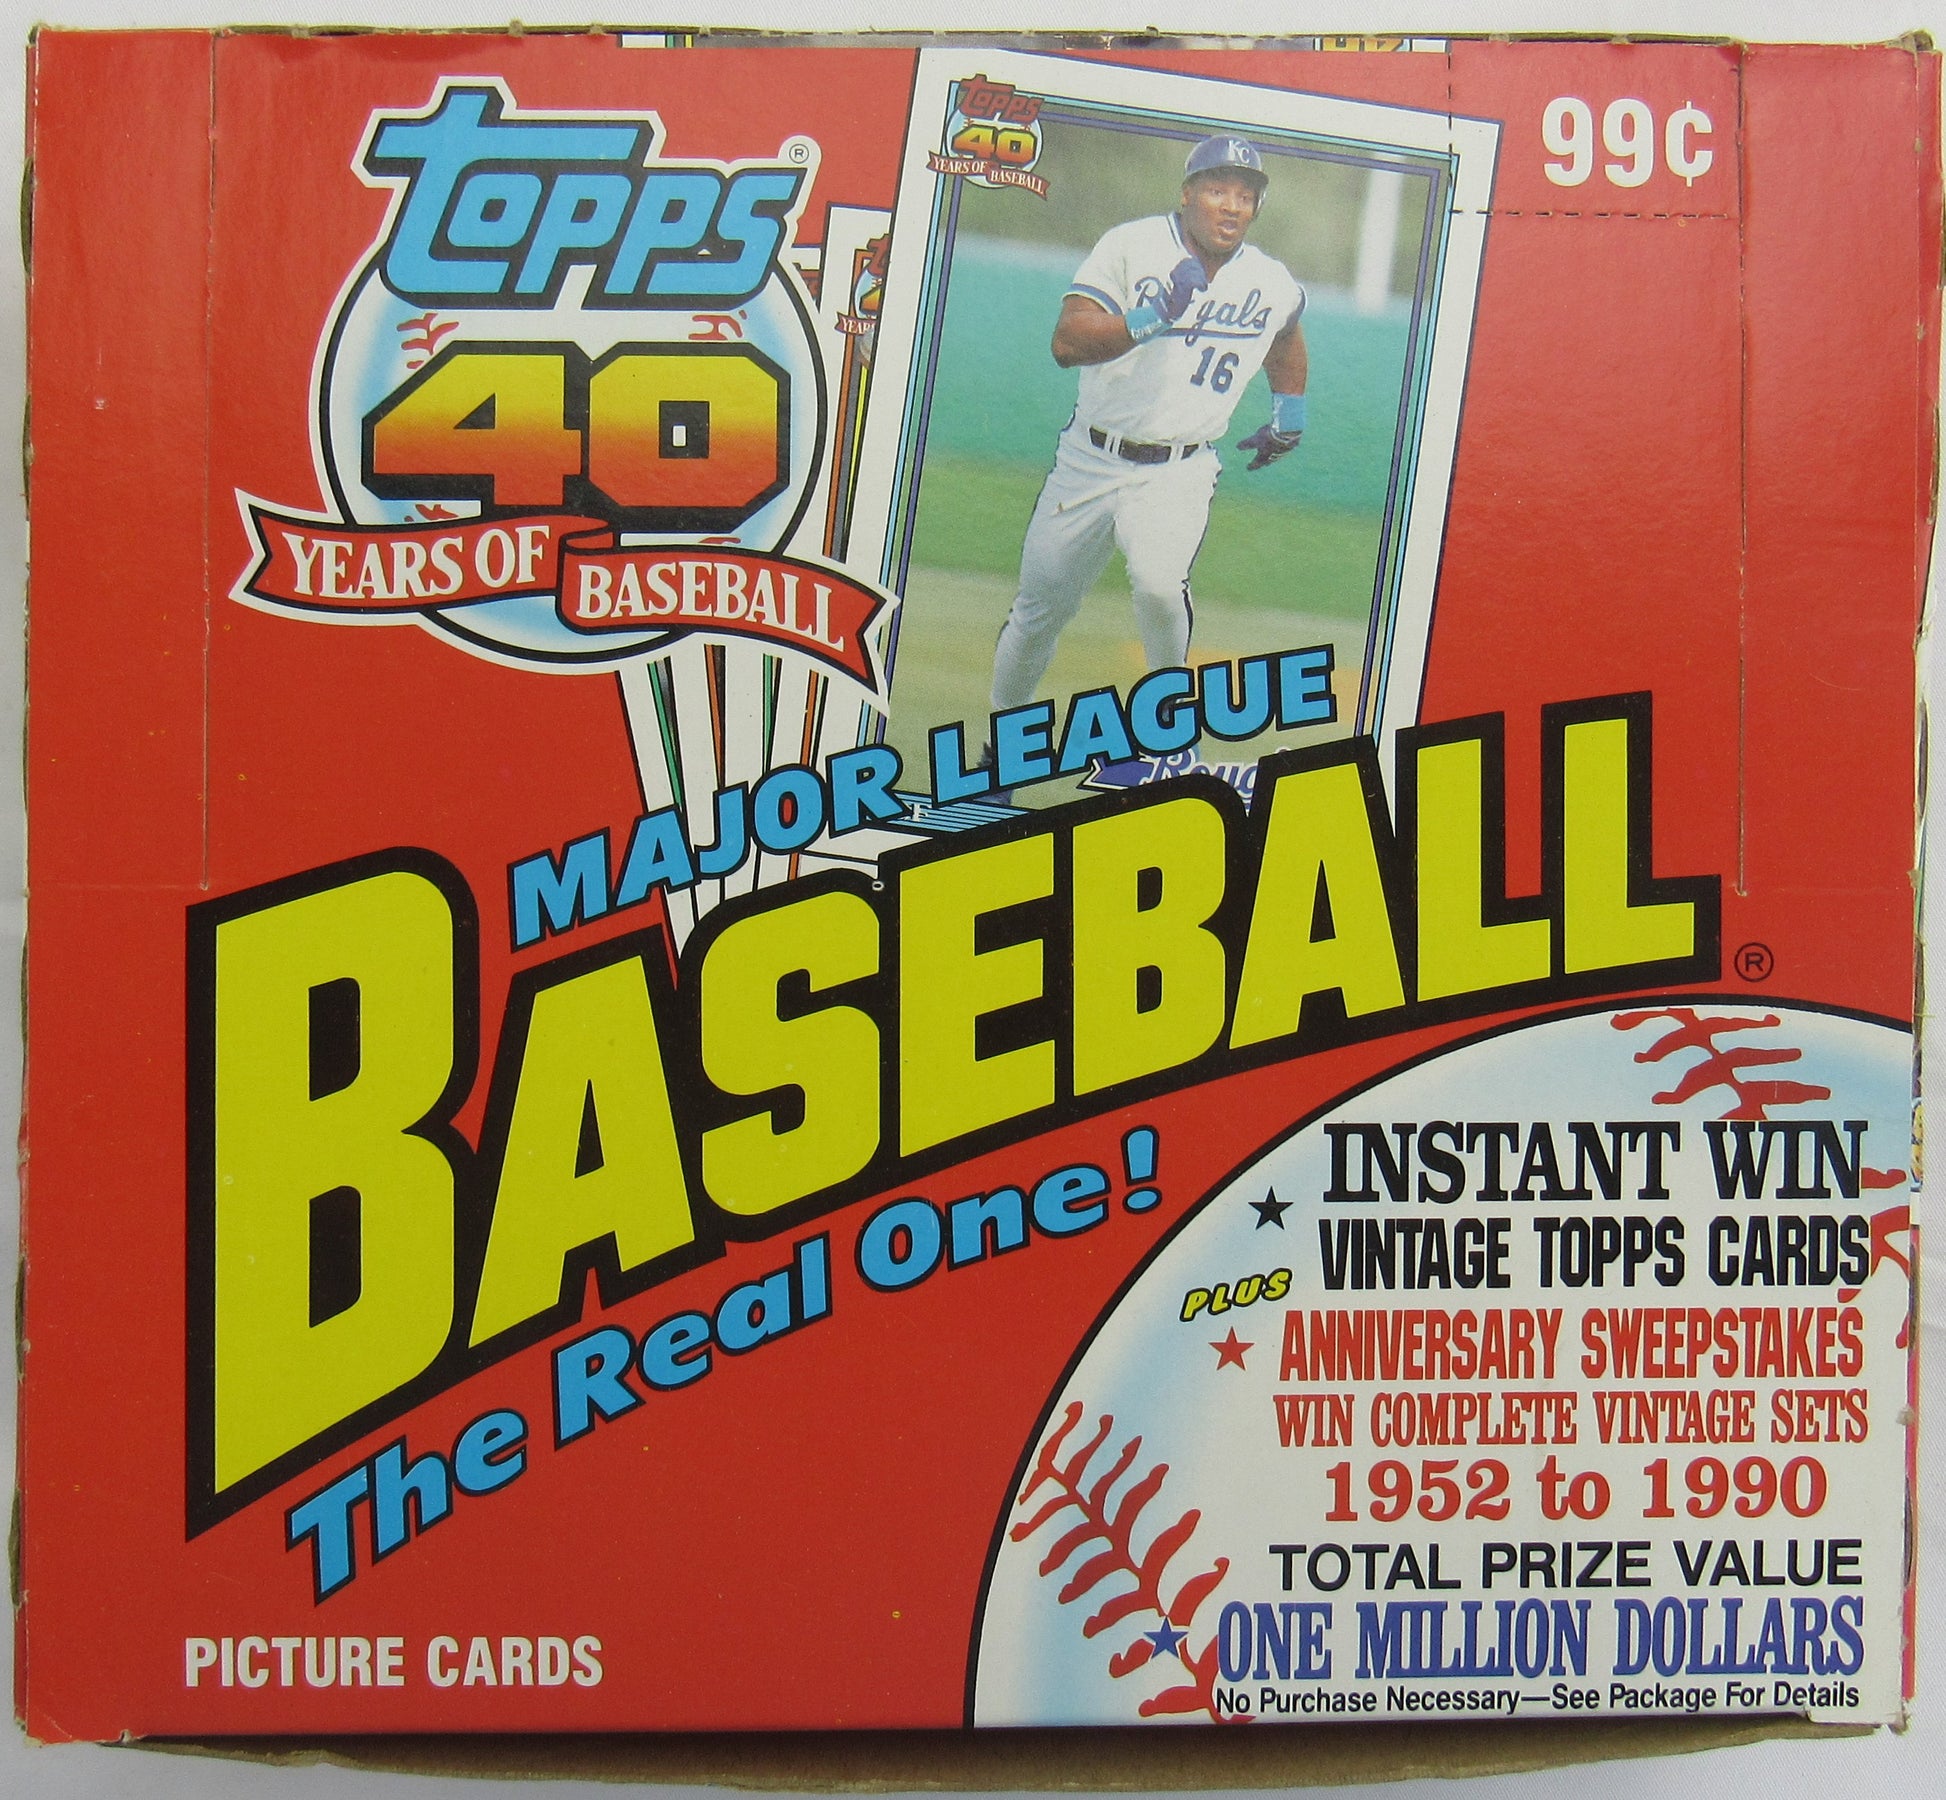 topps®
40
YEARS OF BASEBALL
99¢
topps
40
YEARS OF BASEBALL
KC
Royals
16
MAJOR LEAGUE
BASEBALL®
The Real One!
PICTURE CARDS
★ INSTANT WIN
VINTAGE TOPPS CARDS
PLUS
★ ANNIVERSARY SWEEPSTAKES
WIN COMPLETE VINTAGE SETS
1952 to 1990
TOTAL PRIZE VALUE
★ ONE MILLION DOLLARS
No Purchase Necessary—See Package For Details